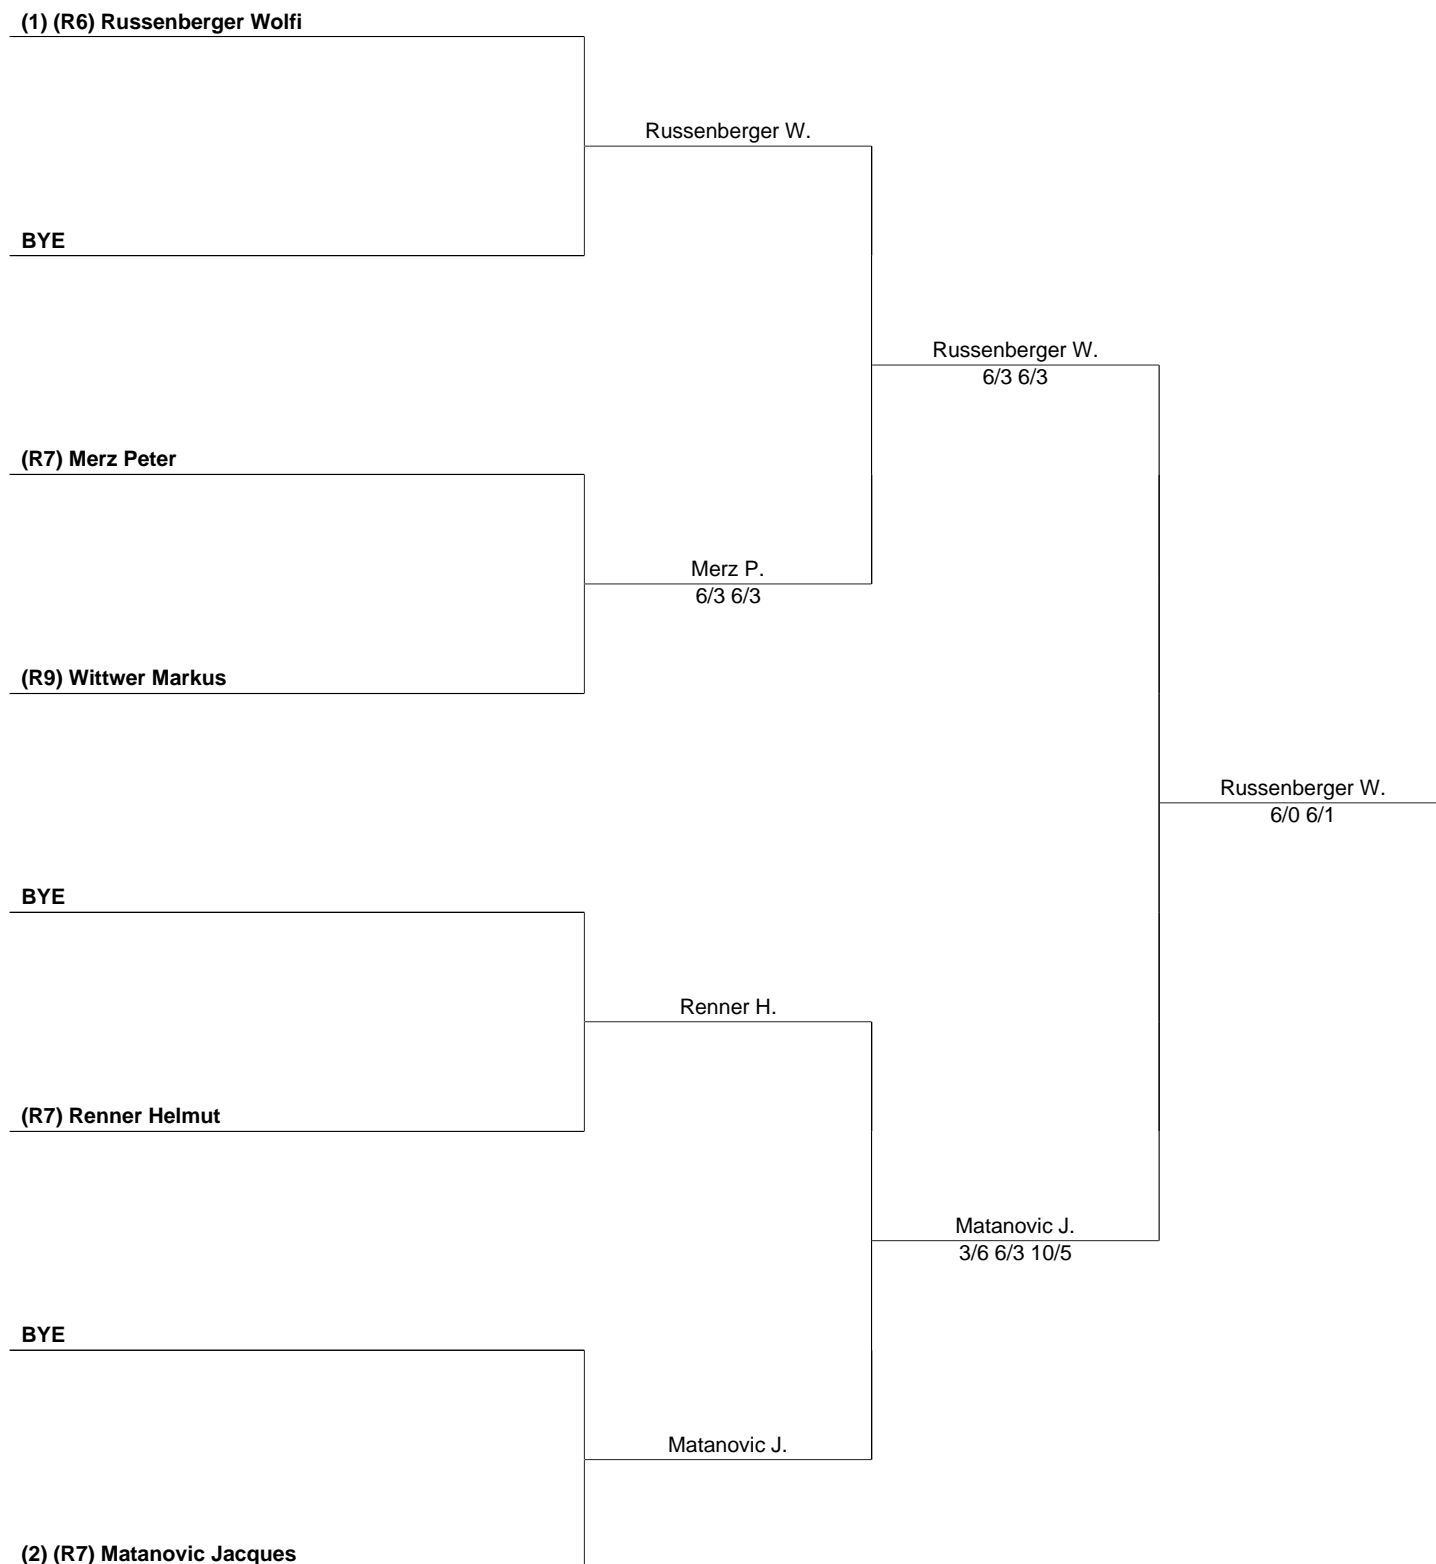 (1) (R6) Russenberger Wolfi
Russenberger W.
BYE
Russenberger W.
6/3 6/3
(R7) Merz Peter
Merz P.
6/3 6/3
(R9) Wittwer Markus
Russenberger W.
6/0 6/1
BYE
Renner H.
(R7) Renner Helmut
Matanovic J.
3/6 6/3 10/5
BYE
Matanovic J.
(2) (R7) Matanovic Jacques